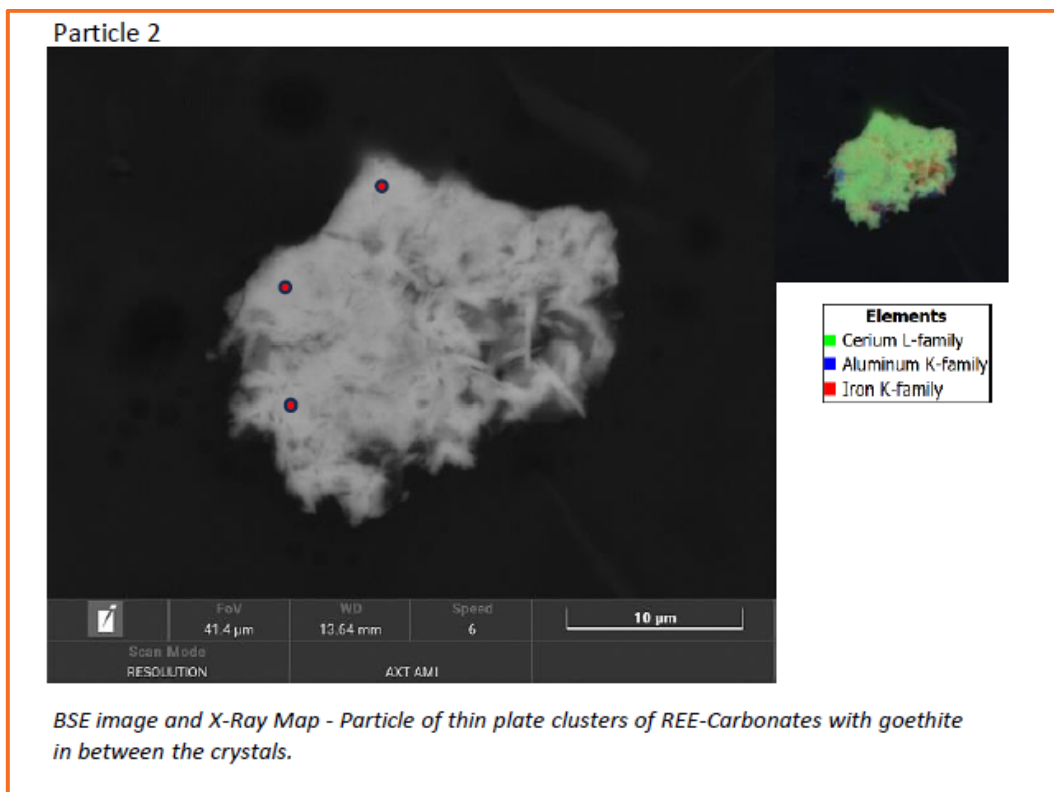 Particle 2
Elements
Cerium L-family
Aluminum K-family
Iron K-family
FoV
41.4 µm
WD
13.64 mm
Speed
6
10 µm
Scan Mode
RESOLUTION
AXT AMI
BSE image and X-Ray Map - Particle of thin plate clusters of REE-Carbonates with goethite
in between the crystals.